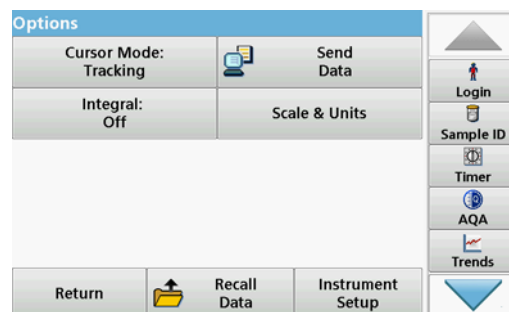 Options
Cursor Mode:
Tracking
Send
Data
Integral:
Off
Scale & Units
Return
Recall
Data
Instrument
Setup
Login
Sample ID
Timer
AQA
Trends